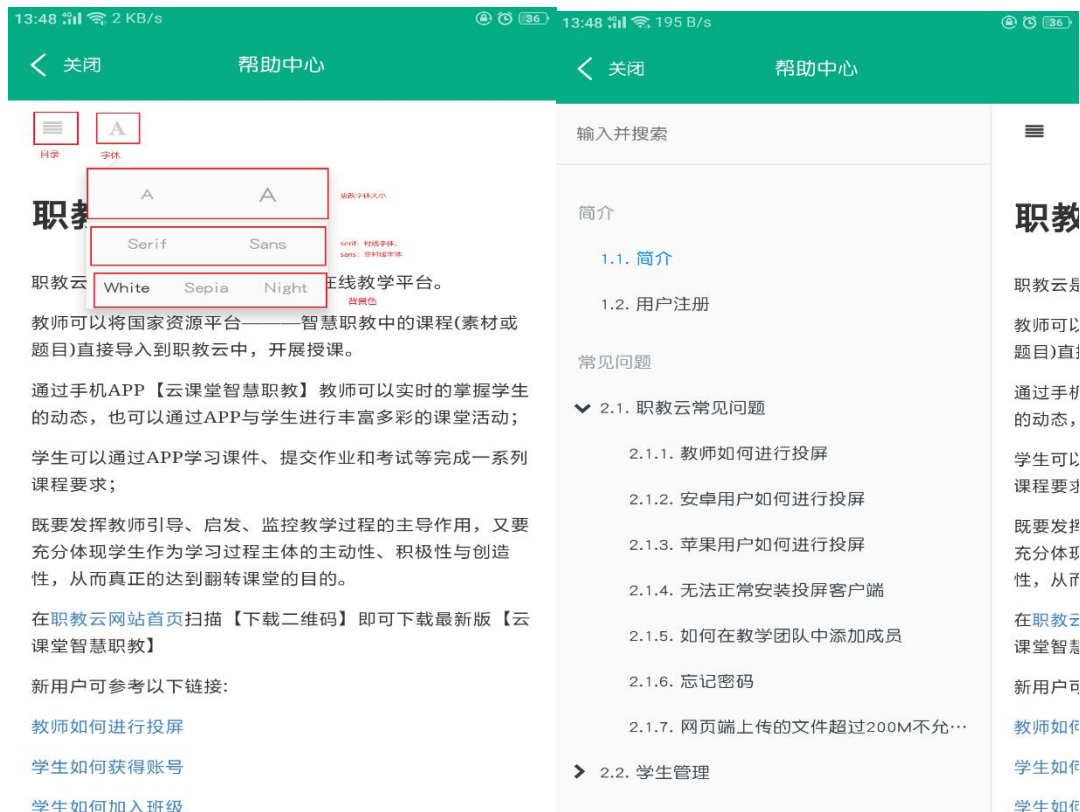 13:48 2 KB/s 36
关闭 帮助中心
A
目录 字体
A A 更改字体大小
职教
Serif Sans serif: 衬线字体。
sans: 非衬线字体
职教云 在线教学平台。
White Sepia Night
背景色
教师可以将国家资源平台———智慧职教中的课程(素材或
题目)直接导入到职教云中，开展授课。
通过手机APP【云课堂智慧职教】教师可以实时的掌握学生
的动态，也可以通过APP与学生进行丰富多彩的课堂活动；
学生可以通过APP学习课件、提交作业和考试等完成一系列
课程要求；
既要发挥教师引导、启发、监控教学过程的主导作用，又要
充分体现学生作为学习过程主体的主动性、积极性与创造
性，从而真正的达到翻转课堂的目的。
在职教云网站首页扫描【下载二维码】即可下载最新版【云
课堂智慧职教】
新用户可参考以下链接:
教师如何进行投屏
学生如何获得账号
学生如何加入班级
13:48 195 B/s 36
关闭 帮助中心
输入并搜索
简介
1.1. 简介
1.2. 用户注册
常见问题
2.1. 职教云常见问题
2.1.1. 教师如何进行投屏
2.1.2. 安卓用户如何进行投屏
2.1.3. 苹果用户如何进行投屏
2.1.4. 无法正常安装投屏客户端
2.1.5. 如何在教学团队中添加成员
2.1.6. 忘记密码
2.1.7. 网页端上传的文件超过200M不允…
2.2. 学生管理
职教
职教云是
教师可以
题目)直接
通过手机
的动态，
学生可以
课程要求
既要发挥
充分体现
性，从而
在职教云
课堂智慧
新用户可
教师如何
学生如何
学生如何